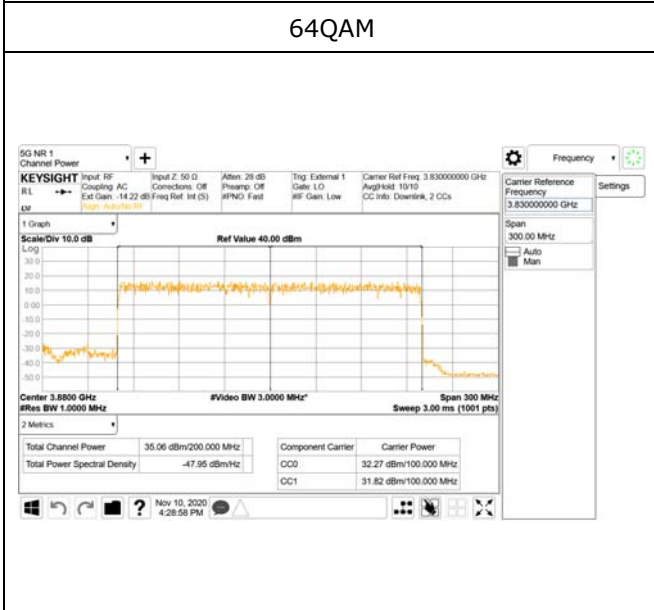 64QAM
5G NR 1
Channel Power
KEYSIGHT
RL
Input: RF
Coupling: AC
Ext Gain: -14.22 dB
Align: Auto/No RF
Input Z: 50 Ω
Corrections: Off
Freq Ref: Int (S)
Atten: 28 dB
Preamp: Off
#PNO: Fast
Trig: External 1
Gate: LO
#IF Gain: Low
Carrier Ref Freq: 3.830000000 GHz
Avg|Hold: 10/10
CC Info: Downlink, 2 CCs
1 Graph
Scale/Div 10.0 dB
Ref Value 40.00 dBm
Log
30.0
20.0
10.0
0.00
-10.0
-20.0
-30.0
-40.0
-50.0
Center 3.8800 GHz
#Video BW 3.0000 MHz*
Span 300 MHz
#Res BW 1.0000 MHz
Sweep 3.00 ms (1001 pts)
2 Metrics
Total Channel Power 35.06 dBm/200.000 MHz
Total Power Spectral Density -47.95 dBm/Hz
Component Carrier Carrier Power
CC0 32.27 dBm/100.000 MHz
CC1 31.82 dBm/100.000 MHz
?
Nov 10, 2020
4:28:58 PM
Frequency
Carrier Reference
Frequency
3.830000000 GHz
Span
300.00 MHz
Auto
Man
Settings